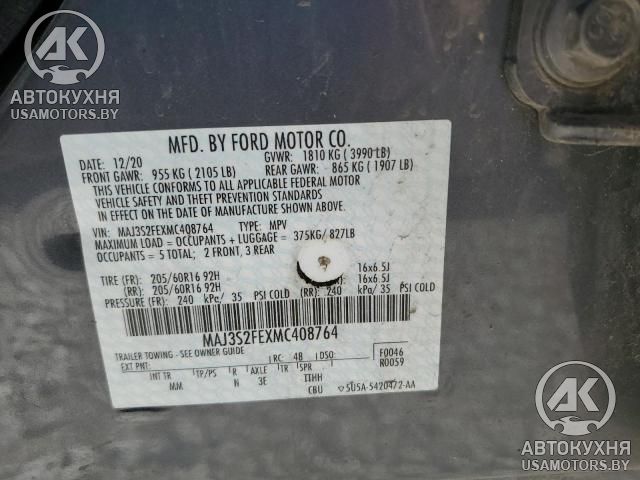 АК
АВТОКУХНЯ
USAMOTORS.BY
MFD. BY FORD MOTOR CO.
DATE: 12/20 GVWR: 1810 KG ( 3990 LB)
FRONT GAWR: 955 KG ( 2105 LB) REAR GAWR: 865 KG ( 1907 LB)
THIS VEHICLE CONFORMS TO ALL APPLICABLE FEDERAL MOTOR
VEHICLE SAFETY AND THEFT PREVENTION STANDARDS
IN EFFECT ON THE DATE OF MANUFACTURE SHOWN ABOVE.
VIN: MAJ3S2FEXMC408764 TYPE: MPV
MAXIMUM LOAD = OCCUPANTS + LUGGAGE = 375KG/ 827LB
OCCUPANTS = 5 TOTAL; 2 FRONT, 3 REAR
TIRE (FR): 205/60R16 92H 16x6.5J
(RR): 205/60R16 92H 16x6.5J
PRESSURE (FR): 240 kPa/ 35 PSI COLD (RR): 240 kPa/ 35 PSI COLD
MAJ3S2FEXMC408764
TRAILER TOWING - SEE OWNER GUIDE
EXT PNT: RC: 48 DSO: F0046
R0059
INT TR TP/PS R AXLE TR SPR
MM N 3E TTHH
CBU 5U5A-5420472-AA
АК
АВТОКУХНЯ
USAMOTORS.BY